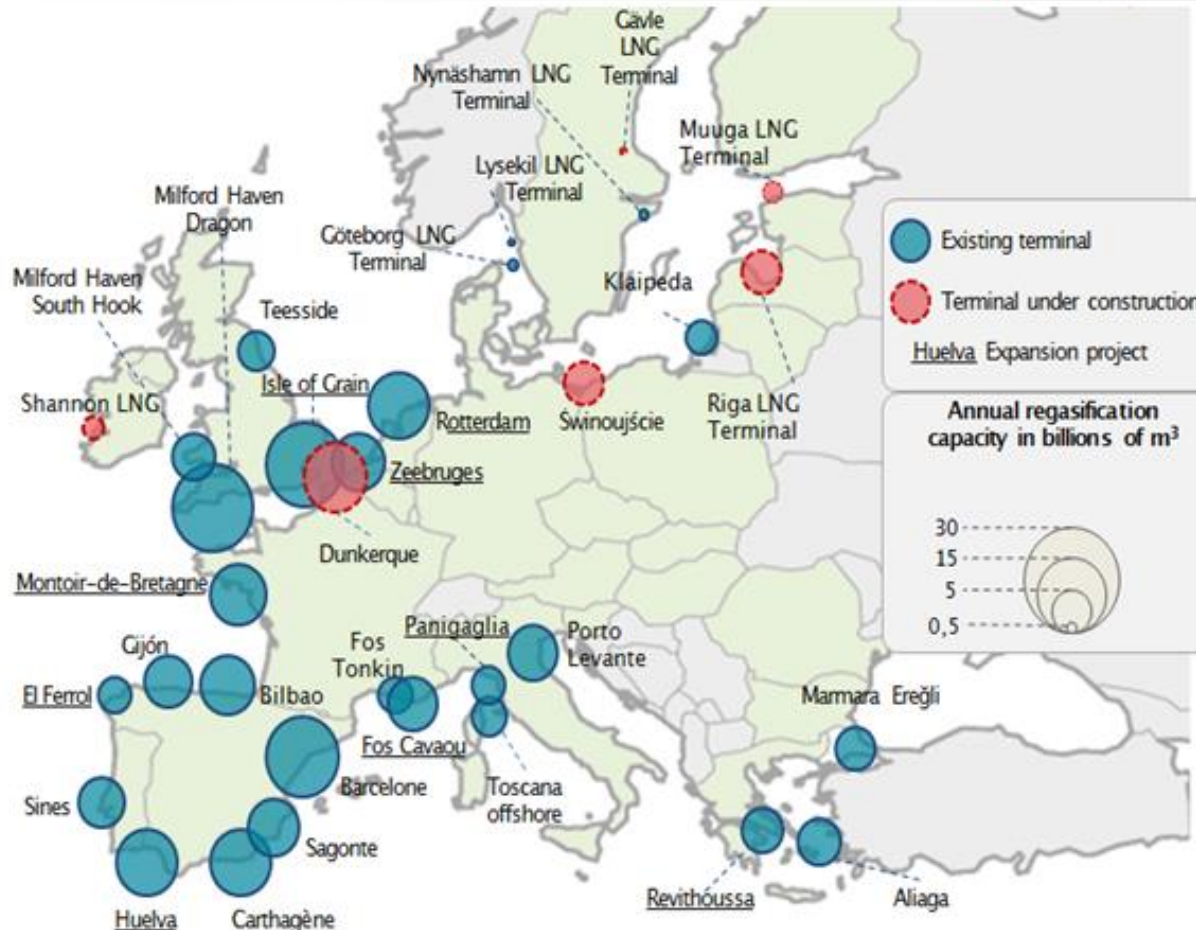 Gävle
LNG
Terminal
Nynäshamn LNG
Terminal
Muuga LNG
Terminal
Lysekil LNG
Terminal
Milford Haven
Dragon
Göteborg LNG
Terminal
Milford Haven
South Hook
Klaipeda
Teesside
Existing terminal
Terminal under construction
Huelva Expansion project
Isle of Grain
Shannon LNG
Rotterdam
Świnoujście
Riga LNG
Terminal
Zeebruges
Annual regasification
capacity in billions of m³
30
15
5
0,5
Dunkerque
Montoir-de-Bretagne
Panigaglia
Porto
Levante
Gijón
Fos
Tonkin
El Ferrol
Bilbao
Marmara Ereğli
Fos Cavaou
Barcelone
Toscana
offshore
Sines
Sagonte
Revithoussa
Aliaga
Huelva
Carthagène